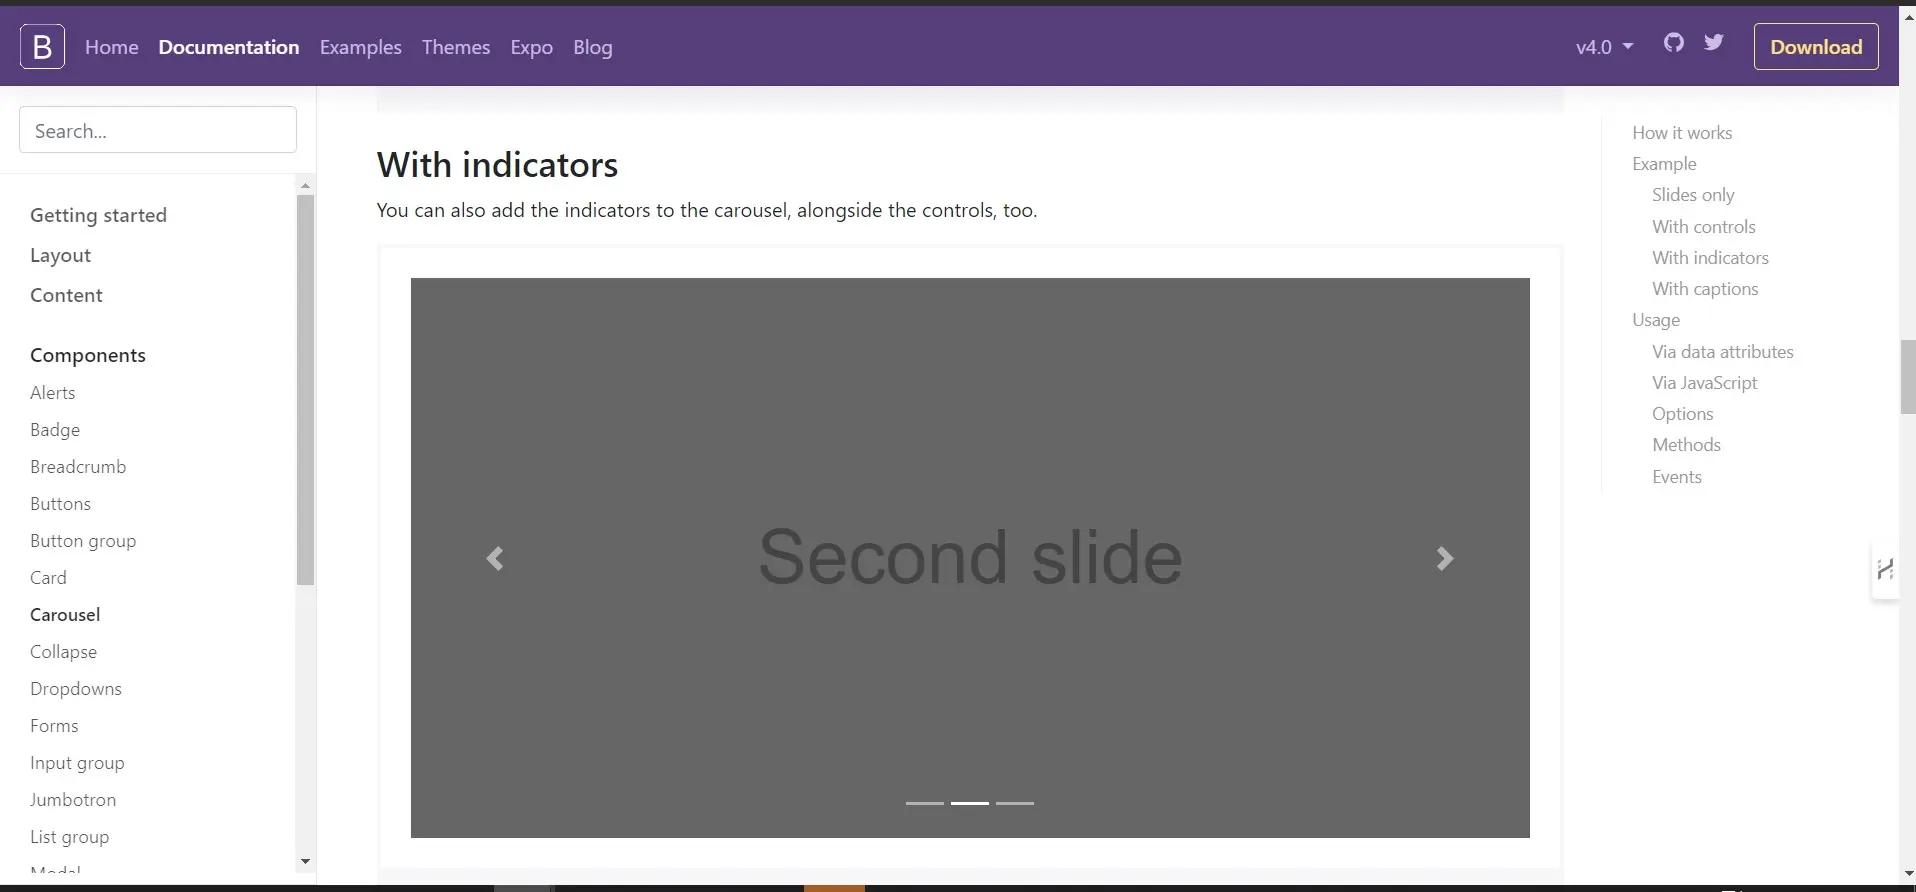 B Home Documentation Examples Themes Expo Blog v4.0 Download
Search...
Getting started
Layout
Content
Components
Alerts
Badge
Breadcrumb
Buttons
Button group
Card
Carousel
Collapse
Dropdowns
Forms
Input group
Jumbotron
List group
Modal
With indicators
You can also add the indicators to the carousel, alongside the controls, too.
Second slide
How it works
Example
Slides only
With controls
With indicators
With captions
Usage
Via data attributes
Via JavaScript
Options
Methods
Events